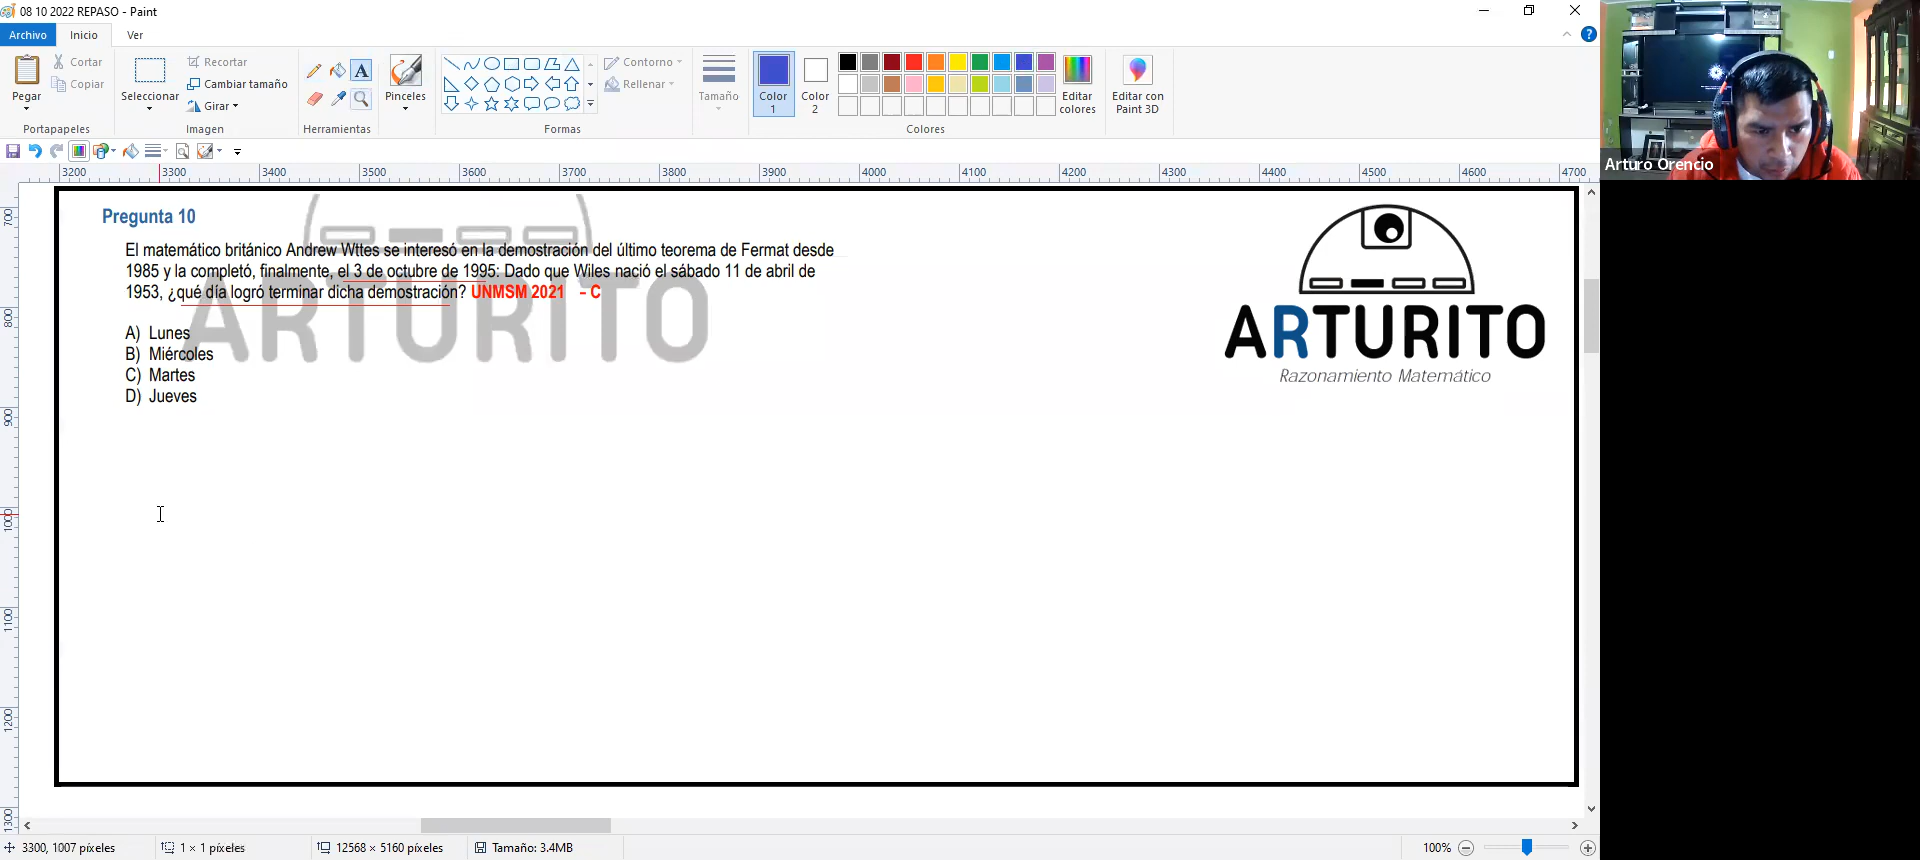 08 10 2022 REPASO - Paint
Archivo Inicio Ver
Pegar
Cortar
Copiar
Portapapeles
Seleccionar
Recortar
Cambiar tamaño
Girar
Imagen
A
Herramientas
Pinceles
Formas
Contorno
Rellenar
Tamaño
Color 1
Color 2
Editar colores
Editar con Paint 3D
Colores
3200 3300 3400 3500 3600 3700 3800 3900 4000 4100 4200 4300 4400 4500 4600 4700
700
800
900
1000
1100
1200
1300
Pregunta 10
El matemático británico Andrew Wttes se interesó en la demostración del último teorema de Fermat desde
1985 y la completó, finalmente, el 3 de octubre de 1995: Dado que Wiles nació el sábado 11 de abril de
1953, ¿qué día logró terminar dicha demostración? UNMSM 2021 – C
A) Lunes
B) Miércoles
C) Martes
D) Jueves
ARTURITO
ARTURITO
Razonamiento Matemático
Arturo Orencio
3300, 1007 píxeles 1 × 1 píxeles 12568 × 5160 píxeles Tamaño: 3.4MB 100%